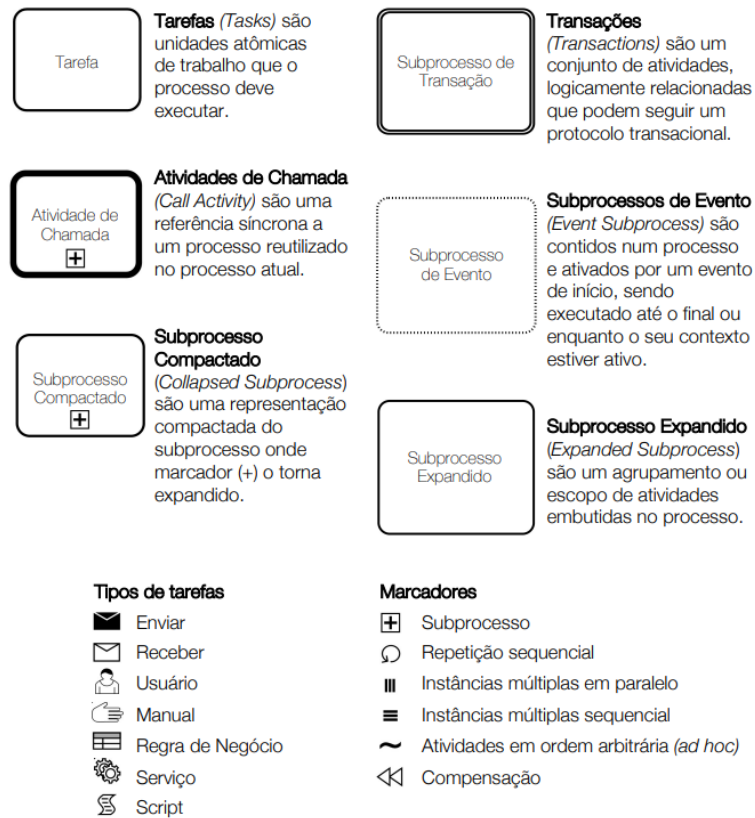 Tarefa
Tarefas (Tasks) são
unidades atômicas
de trabalho que o
processo deve
executar.
Subprocesso de
Transação
Transações
(Transactions) são um
conjunto de atividades,
logicamente relacionadas
que podem seguir um
protocolo transacional.
Atividade de
Chamada
Atividades de Chamada
(Call Activity) são uma
referência síncrona a
um processo reutilizado
no processo atual.
Subprocesso
de Evento
Subprocessos de Evento
(Event Subprocess) são
contidos num processo
e ativados por um evento
de início, sendo
executado até o final ou
enquanto o seu contexto
estiver ativo.
Subprocesso
Compactado
Subprocesso
Compactado
(Collapsed Subprocess)
são uma representação
compactada do
subprocesso onde
marcador (+) o torna
expandido.
Subprocesso
Expandido
Subprocesso Expandido
(Expanded Subprocess)
são um agrupamento ou
escopo de atividades
embutidas no processo.
Tipos de tarefas
Enviar
Receber
Usuário
Manual
Regra de Negócio
Serviço
Script
Marcadores
Subprocesso
Repetição sequencial
Instâncias múltiplas em paralelo
Instâncias múltiplas sequencial
Atividades em ordem arbitrária (ad hoc)
Compensação